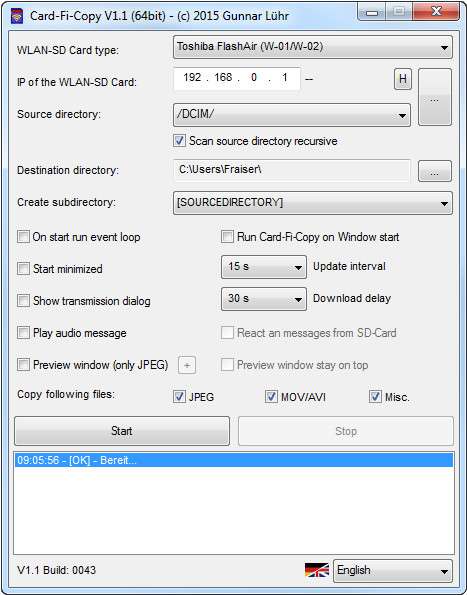 Card-Fi-Copy V1.1 (64bit) - (c) 2015 Gunnar Lühr
WLAN-SD Card type: Toshiba FlashAir (W-01/W-02)
IP of the WLAN-SD Card: 192 . 168 . 0 . 1 -- H ...
Source directory: /DCIM/
Scan source directory recursive
Destination directory: C:\Users\Fraiser\ ...
Create subdirectory: [SOURCEDIRECTORY]
On start run event loop Run Card-Fi-Copy on Window start
Start minimized 15 s Update interval
Show transmission dialog 30 s Download delay
Play audio message React an messages from SD-Card
Preview window (only JPEG) + Preview window stay on top
Copy following files: JPEG MOV/AVI Misc.
Start Stop
09:05:56 - [OK] - Bereit...
V1.1 Build: 0043 English